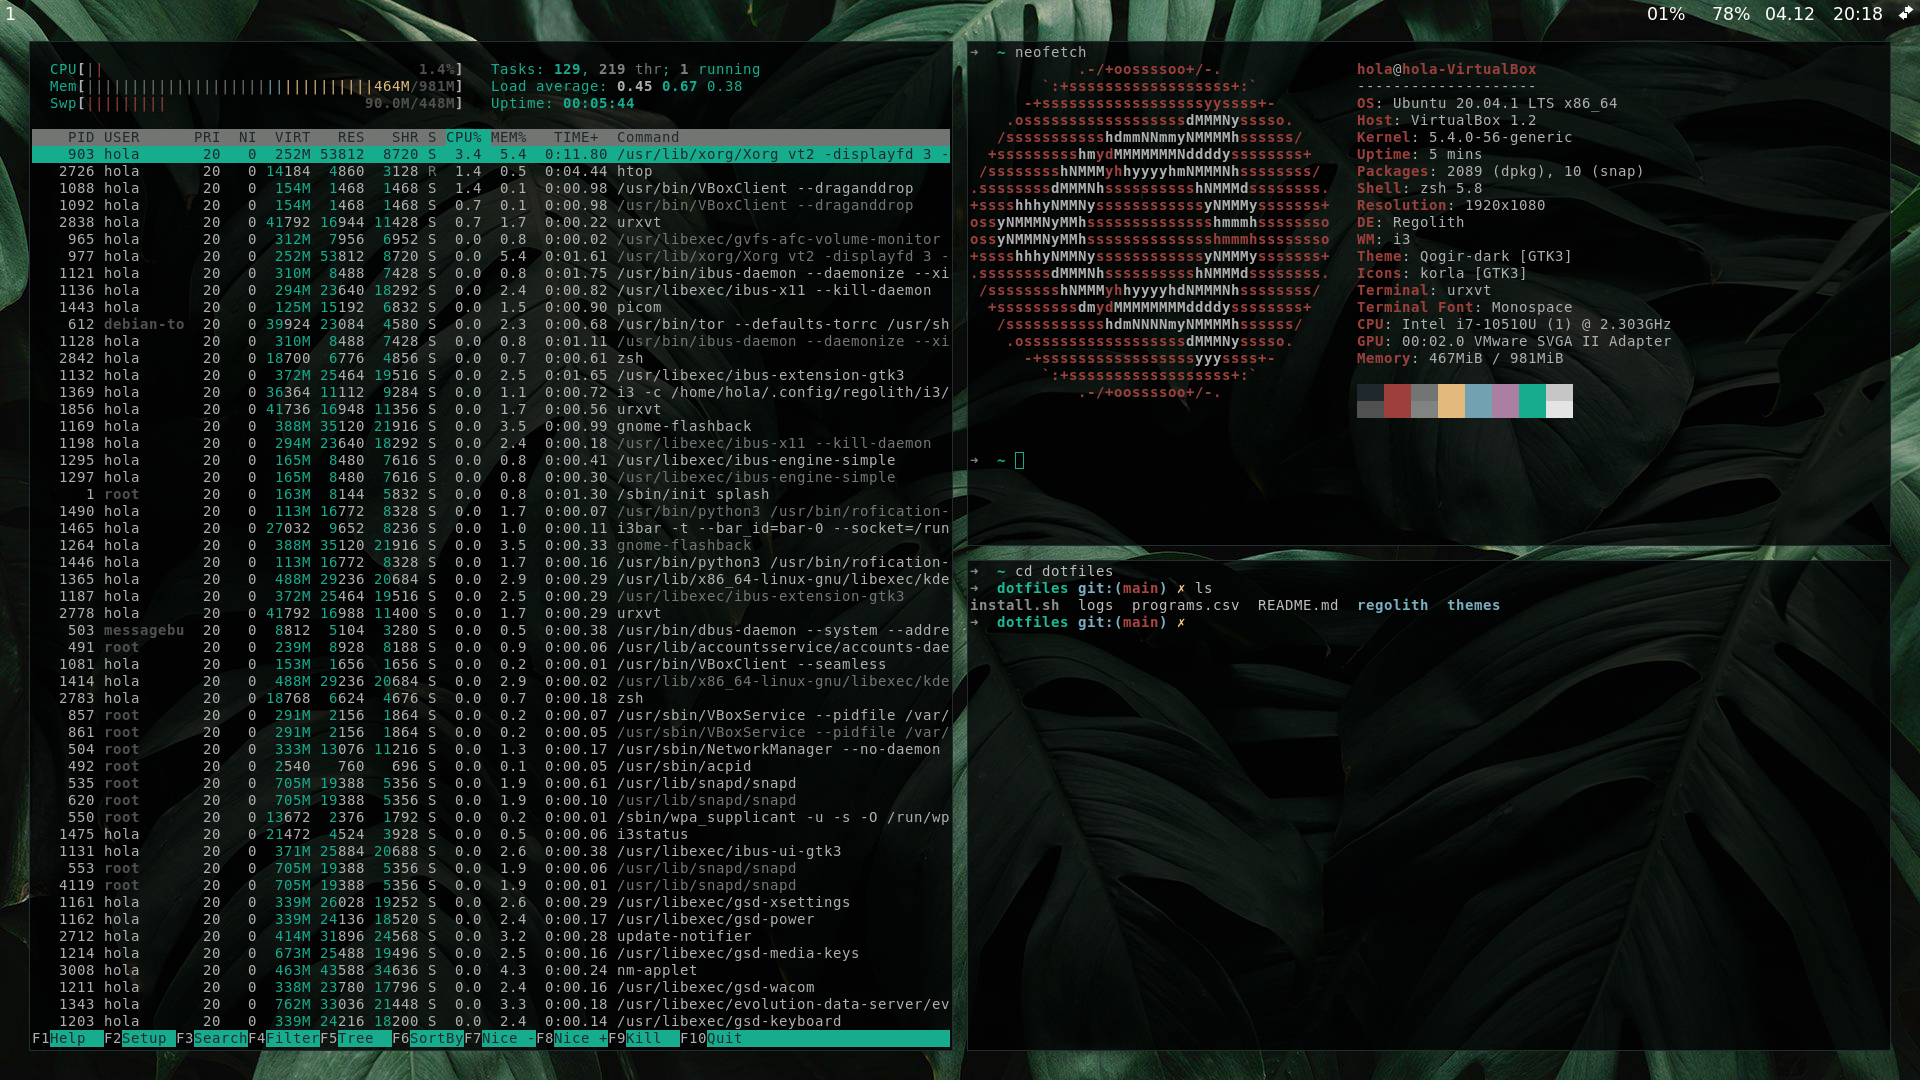 1
01% 78% 04.12 20:18
CPU[|| 1.4%]
Mem[||||||||||||||||||||||||||||||||464M/981M]
Swp[||||||||| 90.0M/448M]
Tasks: 129, 219 thr; 1 running
Load average: 0.45 0.67 0.38
Uptime: 00:05:44
PID USER PRI NI VIRT RES SHR S CPU% MEM% TIME+ Command
903 hola 20 0 252M 53812 8720 S 3.4 5.4 0:11.80 /usr/lib/xorg/Xorg vt2 -displayfd 3 -
2726 hola 20 0 14184 4860 3128 R 1.4 0.5 0:04.44 htop
1088 hola 20 0 154M 1468 1468 S 1.4 0.1 0:00.98 /usr/bin/VBoxClient --draganddrop
1092 hola 20 0 154M 1468 1468 S 0.7 0.1 0:00.98 /usr/bin/VBoxClient --draganddrop
2838 hola 20 0 41792 16944 11428 S 0.7 1.7 0:00.22 urxvt
965 hola 20 0 312M 7956 6952 S 0.0 0.8 0:00.02 /usr/libexec/gvfs-afc-volume-monitor
977 hola 20 0 252M 53812 8720 S 0.0 5.4 0:01.61 /usr/lib/xorg/Xorg vt2 -displayfd 3 -
1121 hola 20 0 310M 8488 7428 S 0.0 0.8 0:01.75 /usr/bin/ibus-daemon --daemonize --xi
1136 hola 20 0 294M 23640 18292 S 0.0 2.4 0:00.82 /usr/libexec/ibus-x11 --kill-daemon
1443 hola 20 0 125M 15192 6832 S 0.0 1.5 0:00.90 picom
612 debian-to 20 0 39924 23084 4580 S 0.0 2.3 0:00.68 /usr/bin/tor --defaults-torrc /usr/sh
1128 hola 20 0 310M 8488 7428 S 0.0 0.8 0:01.11 /usr/bin/ibus-daemon --daemonize --xi
2842 hola 20 0 18700 6776 4856 S 0.0 0.7 0:00.61 zsh
1132 hola 20 0 372M 25464 19516 S 0.0 2.5 0:01.65 /usr/libexec/ibus-extension-gtk3
1369 hola 20 0 36364 11112 9284 S 0.0 1.1 0:00.72 i3 -c /home/hola/.config/regolith/i3/
1856 hola 20 0 41736 16948 11356 S 0.0 1.7 0:00.56 urxvt
1169 hola 20 0 388M 35120 21916 S 0.0 3.5 0:00.99 gnome-flashback
1198 hola 20 0 294M 23640 18292 S 0.0 2.4 0:00.18 /usr/libexec/ibus-x11 --kill-daemon
1295 hola 20 0 165M 8480 7616 S 0.0 0.8 0:00.41 /usr/libexec/ibus-engine-simple
1297 hola 20 0 165M 8480 7616 S 0.0 0.8 0:00.30 /usr/libexec/ibus-engine-simple
1 root 20 0 163M 8144 5832 S 0.0 0.8 0:01.30 /sbin/init splash
1490 hola 20 0 113M 16772 8328 S 0.0 1.7 0:00.07 /usr/bin/python3 /usr/bin/rofication-
1465 hola 20 0 27032 9652 8236 S 0.0 1.0 0:00.11 i3bar -t --bar_id=bar-0 --socket=/run
1264 hola 20 0 388M 35120 21916 S 0.0 3.5 0:00.33 gnome-flashback
1446 hola 20 0 113M 16772 8328 S 0.0 1.7 0:00.16 /usr/bin/python3 /usr/bin/rofication-
1365 hola 20 0 488M 29236 20684 S 0.0 2.9 0:00.29 /usr/lib/x86_64-linux-gnu/libexec/kde
1187 hola 20 0 372M 25464 19516 S 0.0 2.5 0:00.29 /usr/libexec/ibus-extension-gtk3
2778 hola 20 0 41792 16988 11400 S 0.0 1.7 0:00.29 urxvt
503 messagebu 20 0 8812 5104 3280 S 0.0 0.5 0:00.38 /usr/bin/dbus-daemon --system --addre
491 root 20 0 239M 8928 8188 S 0.0 0.9 0:00.06 /usr/lib/accountsservice/accounts-dae
1081 hola 20 0 153M 1656 1656 S 0.0 0.2 0:00.01 /usr/bin/VBoxClient --seamless
1414 hola 20 0 488M 29236 20684 S 0.0 2.9 0:00.02 /usr/lib/x86_64-linux-gnu/libexec/kde
2783 hola 20 0 18768 6624 4676 S 0.0 0.7 0:00.18 zsh
857 root 20 0 291M 2156 1864 S 0.0 0.2 0:00.07 /usr/sbin/VBoxService --pidfile /var/
861 root 20 0 291M 2156 1864 S 0.0 0.2 0:00.05 /usr/sbin/VBoxService --pidfile /var/
504 root 20 0 333M 13076 11216 S 0.0 1.3 0:00.17 /usr/sbin/NetworkManager --no-daemon
492 root 20 0 2540 760 696 S 0.0 0.1 0:00.05 /usr/sbin/acpid
535 root 20 0 705M 19388 5356 S 0.0 1.9 0:00.61 /usr/lib/snapd/snapd
620 root 20 0 705M 19388 5356 S 0.0 1.9 0:00.10 /usr/lib/snapd/snapd
550 root 20 0 13672 2376 1792 S 0.0 0.2 0:00.01 /sbin/wpa_supplicant -u -s -O /run/wp
1475 hola 20 0 21472 4524 3928 S 0.0 0.5 0:00.06 i3status
1131 hola 20 0 371M 25884 20688 S 0.0 2.6 0:00.38 /usr/libexec/ibus-ui-gtk3
553 root 20 0 705M 19388 5356 S 0.0 1.9 0:00.06 /usr/lib/snapd/snapd
4119 root 20 0 705M 19388 5356 S 0.0 1.9 0:00.01 /usr/lib/snapd/snapd
1161 hola 20 0 339M 26028 19252 S 0.0 2.6 0:00.29 /usr/libexec/gsd-xsettings
1162 hola 20 0 339M 24136 18520 S 0.0 2.4 0:00.17 /usr/libexec/gsd-power
2712 hola 20 0 414M 31896 24568 S 0.0 3.2 0:00.28 update-notifier
1214 hola 20 0 673M 25488 19496 S 0.0 2.5 0:00.16 /usr/libexec/gsd-media-keys
3008 hola 20 0 463M 43588 34636 S 0.0 4.3 0:00.24 nm-applet
1211 hola 20 0 338M 23780 17796 S 0.0 2.4 0:00.16 /usr/libexec/gsd-wacom
1343 hola 20 0 762M 33036 21448 S 0.0 3.3 0:00.18 /usr/libexec/evolution-data-server/ev
1203 hola 20 0 339M 24216 18200 S 0.0 2.4 0:00.14 /usr/libexec/gsd-keyboard
F1Help F2Setup F3SearchF4FilterF5Tree F6SortByF7Nice -F8Nice +F9Kill F10Quit
➜ ~ neofetch
.-/+oossssoo+/-.
`:+ssssssssssssssssss+:`
-+ssssssssssssssssssyyssss+-
.ossssssssssssssssssdMMMNysssso.
/ssssssssssshdmmNNmmyNMMMMhssssss/
+ssssssssshmydMMMMMMMNddddyssssssss+
/sssssssshNMMMyhhyyyyhmNMMMNhssssssss/
.ssssssssdMMMNhsssssssssshNMMMdssssssss.
+sssshhhyNMMNyssssssssssssyNMMMysssssss+
ossyNMMMNyMMhsssssssssssssshmmmhssssssso
ossyNMMMNyMMhsssssssssssssshmmmhssssssso
+sssshhhyNMMNyssssssssssssyNMMMysssssss+
.ssssssssdMMMNhsssssssssshNMMMdssssssss.
/sssssssshNMMMyhhyyyyhdNMMMNhssssssss/
+sssssssssdmydMMMMMMMMddddyssssssss+
/ssssssssssshdmNNNNmyNMMMMhssssss/
.ossssssssssssssssssdMMMNysssso.
-+sssssssssssssssssyyyssss+-
`:+ssssssssssssssssss+:`
.-/+oossssoo+/-.
hola@hola-VirtualBox
--------------------
OS: Ubuntu 20.04.1 LTS x86_64
Host: VirtualBox 1.2
Kernel: 5.4.0-56-generic
Uptime: 5 mins
Packages: 2089 (dpkg), 10 (snap)
Shell: zsh 5.8
Resolution: 1920x1080
DE: Regolith
WM: i3
Theme: Qogir-dark [GTK3]
Icons: korla [GTK3]
Terminal: urxvt
Terminal Font: Monospace
CPU: Intel i7-10510U (1) @ 2.303GHz
GPU: 00:02.0 VMware SVGA II Adapter
Memory: 467MiB / 981MiB
➜ ~
➜ ~ cd dotfiles
➜ dotfiles git:(main) ✗ ls
install.sh logs programs.csv README.md regolith themes
➜ dotfiles git:(main) ✗